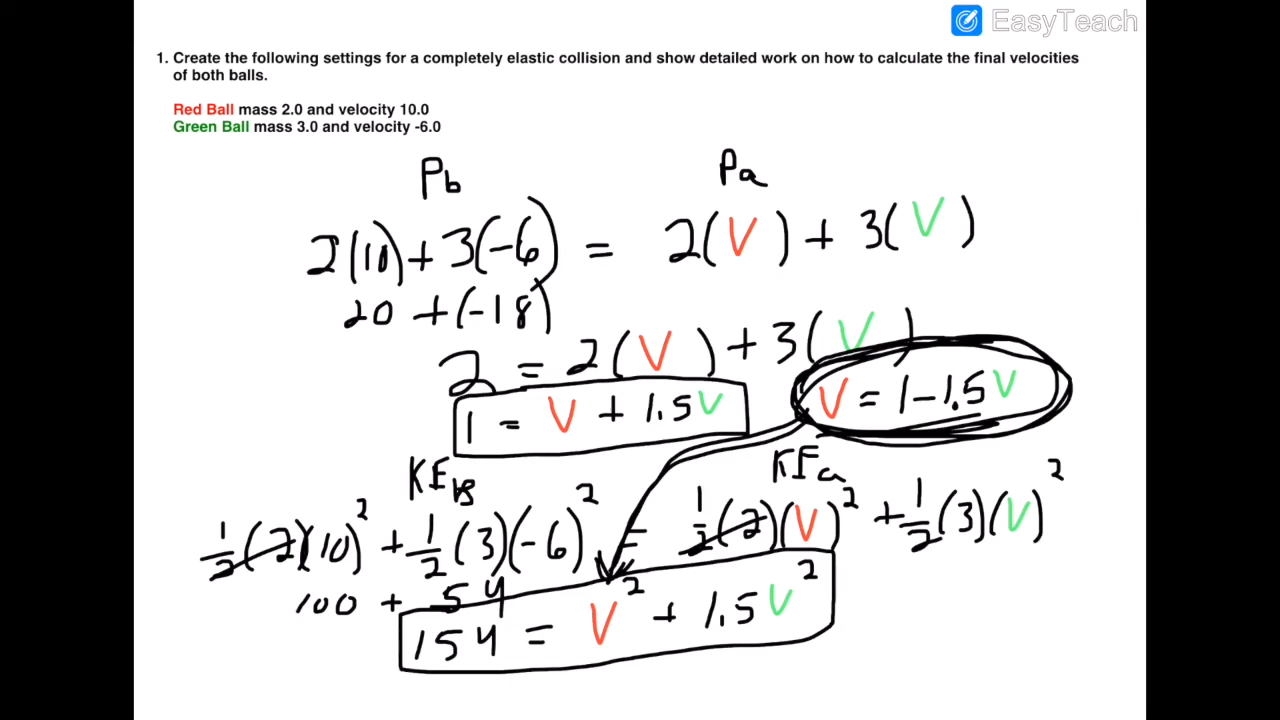 EasyTeach
1. Create the following settings for a completely elastic collision and show detailed work on how to calculate the final velocities
of both balls.
Red Ball mass 2.0 and velocity 10.0
Green Ball mass 3.0 and velocity -6.0
Pb Pa
2(10)+3(-6) = 2(V) + 3(V)
20 + (-18)
2 = 2(V) + 3(V)
1 = V + 1.5V V = 1-1.5V
KEB KEa
1/2(2)(10)² + 1/2(3)(-6)² = 1/2(2)(V)² + 1/2(3)(V)²
100 + 54
154 = V² + 1.5V²